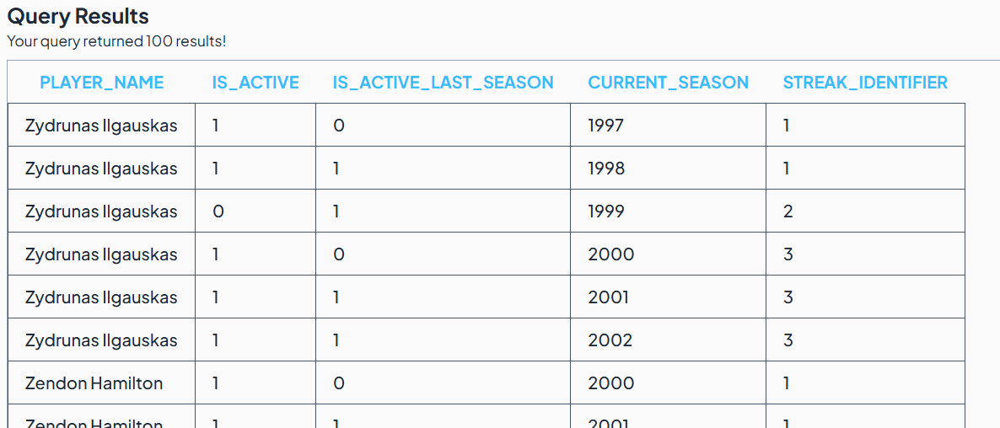 Query Results
Your query returned 100 results!
PLAYER_NAME IS_ACTIVE IS_ACTIVE_LAST_SEASON CURRENT_SEASON STREAK_IDENTIFIER
Zydrunas Ilgauskas 1 0 1997 1
Zydrunas Ilgauskas 1 1 1998 1
Zydrunas Ilgauskas 0 1 1999 2
Zydrunas Ilgauskas 1 0 2000 3
Zydrunas Ilgauskas 1 1 2001 3
Zydrunas Ilgauskas 1 1 2002 3
Zendon Hamilton 1 0 2000 1
Zendon Hamilton 1 1 2001 1